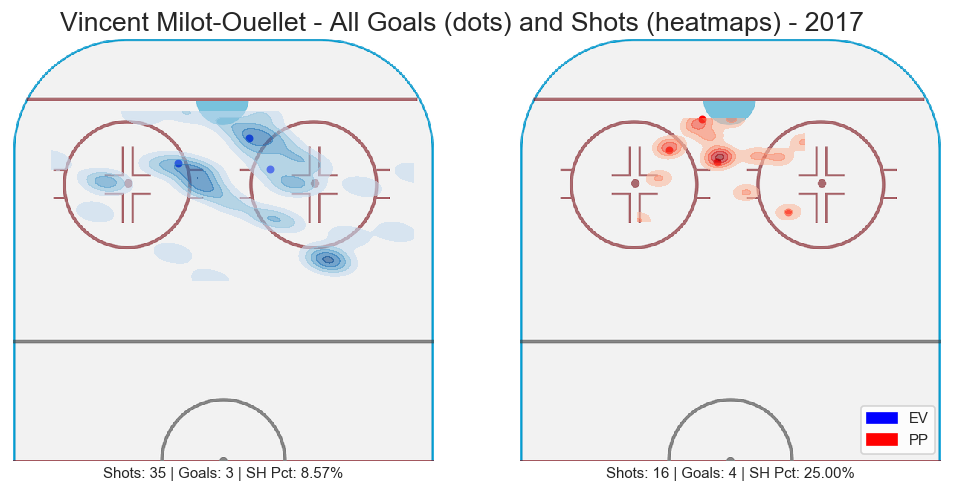 Vincent Milot-Ouellet - All Goals (dots) and Shots (heatmaps) - 2017
EV
PP
Shots: 35 | Goals: 3 | SH Pct: 8.57%
Shots: 16 | Goals: 4 | SH Pct: 25.00%